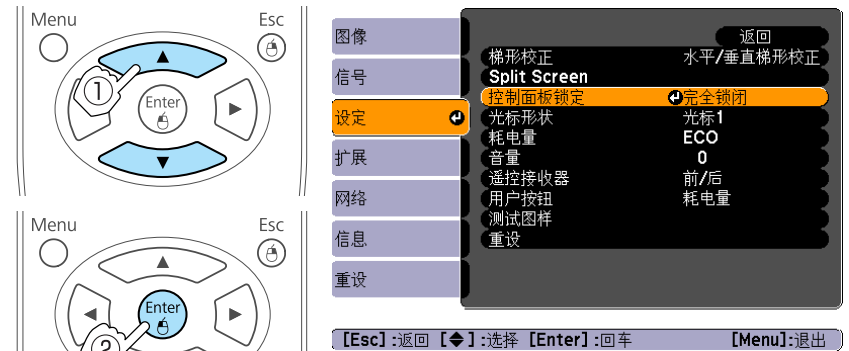 Menu
Esc
①
Enter
Menu
Esc
Enter
②
图像
信号
设定
扩展
网络
信息
重设
返回
梯形校正 水平/垂直梯形校正
Split Screen
控制面板锁定 完全锁闭
光标形状 光标1
耗电量 ECO
音量 0
遥控接收器 前/后
用户按钮 耗电量
测试图样
重设
[Esc]:返回 [◆]:选择 [Enter]:回车 [Menu]:退出